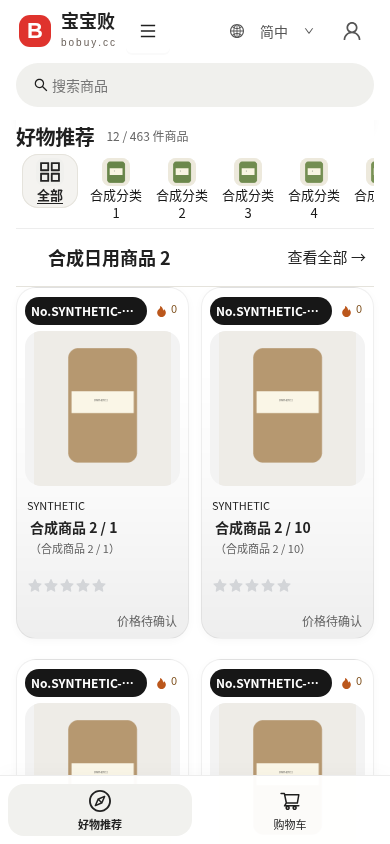 B 宝宝败
bobuy.cc
简中
搜索商品
好物推荐 12 / 463 件商品
全部 合成分类 1 合成分类 2 合成分类 3 合成分类 4
合成日用商品 2 查看全部 →
No.SYNTHETIC-··· 0 No.SYNTHETIC-··· 0
SYNTHETIC SYNTHETIC
合成商品 2 / 1 合成商品 2 / 10
（合成商品 2 / 1） （合成商品 2 / 10）
价格待确认 价格待确认
No.SYNTHETIC-··· 0 No.SYNTHETIC-··· 0
好物推荐 购物车